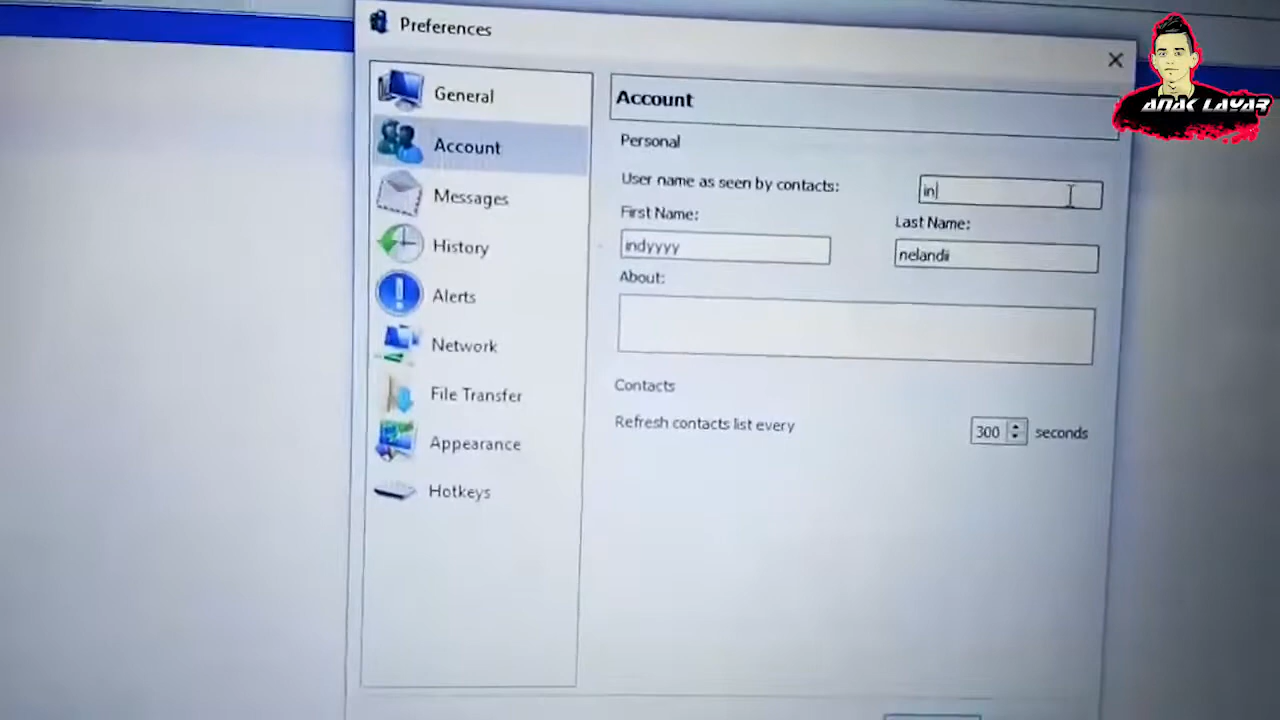 Preferences
ANAK LAYAR
General
Account
Messages
History
Alerts
Network
File Transfer
Appearance
Hotkeys
Account
Personal
User name as seen by contacts:
in
First Name:
Last Name:
indyyyy
nelandii
About:
Contacts
Refresh contacts list every
300
seconds